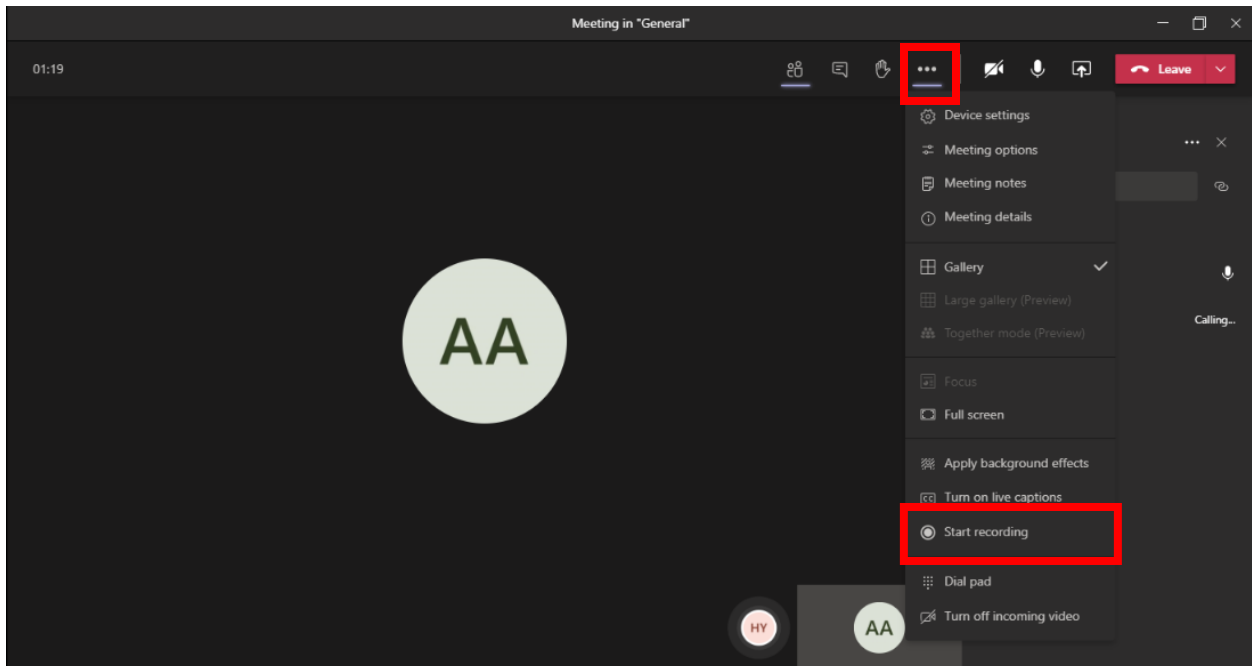 Meeting in "General"
01:19
Leave
Device settings
Meeting options
Meeting notes
Meeting details
Gallery
Large gallery (Preview)
Together mode (Preview)
Calling...
AA
Focus
Full screen
Apply background effects
CC Turn on live captions
Start recording
Dial pad
Turn off incoming video
HY
AA